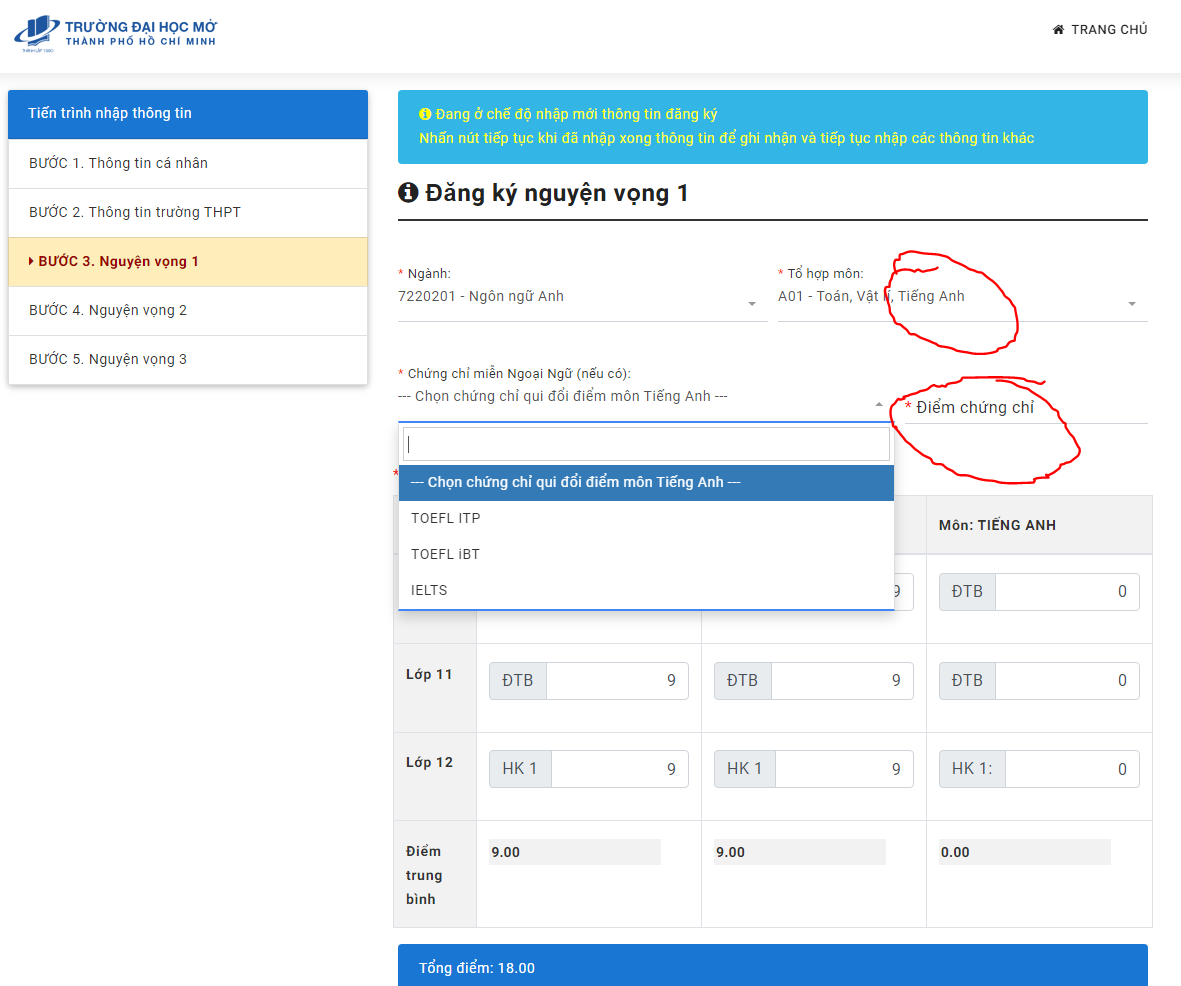 TRƯỜNG ĐẠI HỌC MỞ
THÀNH PHỐ HỒ CHÍ MINH
TRANG CHỦ
Tiến trình nhập thông tin
BƯỚC 1. Thông tin cá nhân
BƯỚC 2. Thông tin trường THPT
BƯỚC 3. Nguyện vọng 1
BƯỚC 4. Nguyện vọng 2
BƯỚC 5. Nguyện vọng 3
Đang ở chế độ nhập mới thông tin đăng ký
Nhấn nút tiếp tục khi đã nhập xong thông tin để ghi nhận và tiếp tục nhập các thông tin khác
Đăng ký nguyện vọng 1
* Ngành:
7220201 - Ngôn ngữ Anh
* Tổ hợp môn:
A01 - Toán, Vật lí, Tiếng Anh
* Chứng chỉ miễn Ngoại Ngữ (nếu có):
--- Chọn chứng chỉ qui đổi điểm môn Tiếng Anh ---
* Điểm chứng chỉ
*
--- Chọn chứng chỉ qui đổi điểm môn Tiếng Anh ---
TOEFL ITP
TOEFL iBT
IELTS
Môn: TIẾNG ANH
9 ĐTB 0
Lớp 11 ĐTB 9 ĐTB 9 ĐTB 0
Lớp 12 HK 1 9 HK 1 9 HK 1: 0
Điểm trung bình 9.00 9.00 0.00
Tổng điểm: 18.00